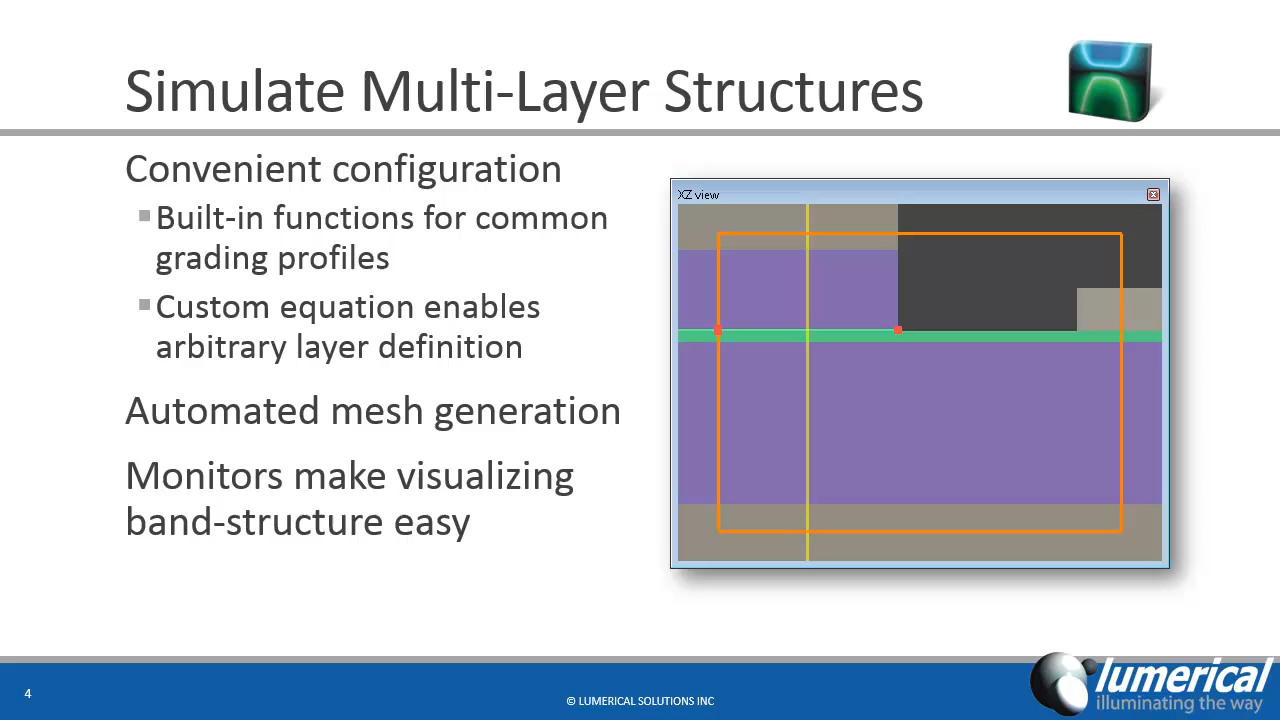 Simulate Multi-Layer Structures
Convenient configuration
Built-in functions for common
grading profiles
Custom equation enables
arbitrary layer definition
Automated mesh generation
Monitors make visualizing
band-structure easy
XZ view
4
© LUMERICAL SOLUTIONS INC
lumerical
illuminating the way